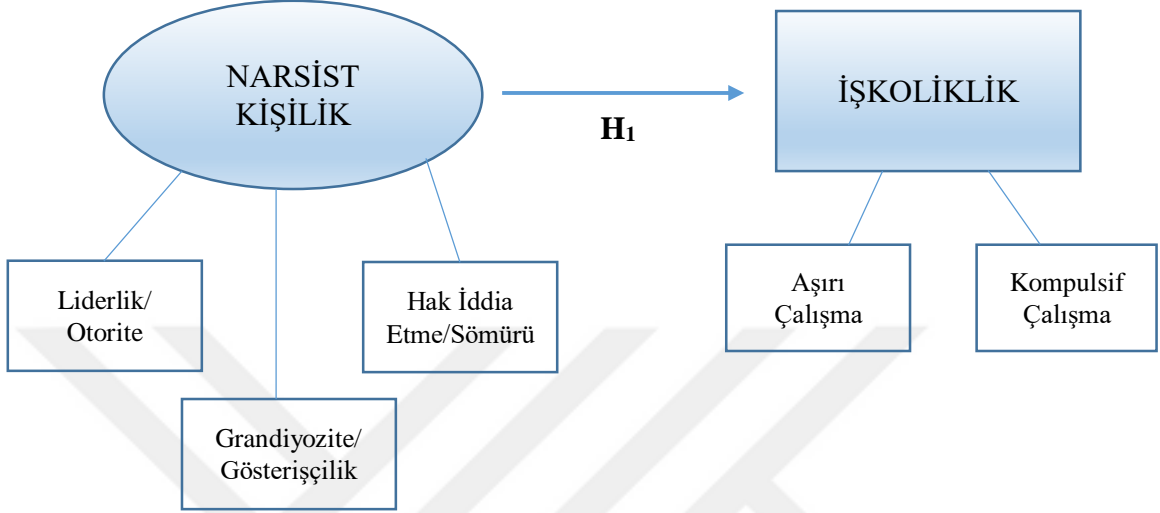 NARSİST
KİŞİLİK
H1
İŞKOLİKLİK
Liderlik/
Otorite
Grandiyozite/
Gösterişçilik
Hak İddia
Etme/Sömürü
Aşırı
Çalışma
Kompulsif
Çalışma